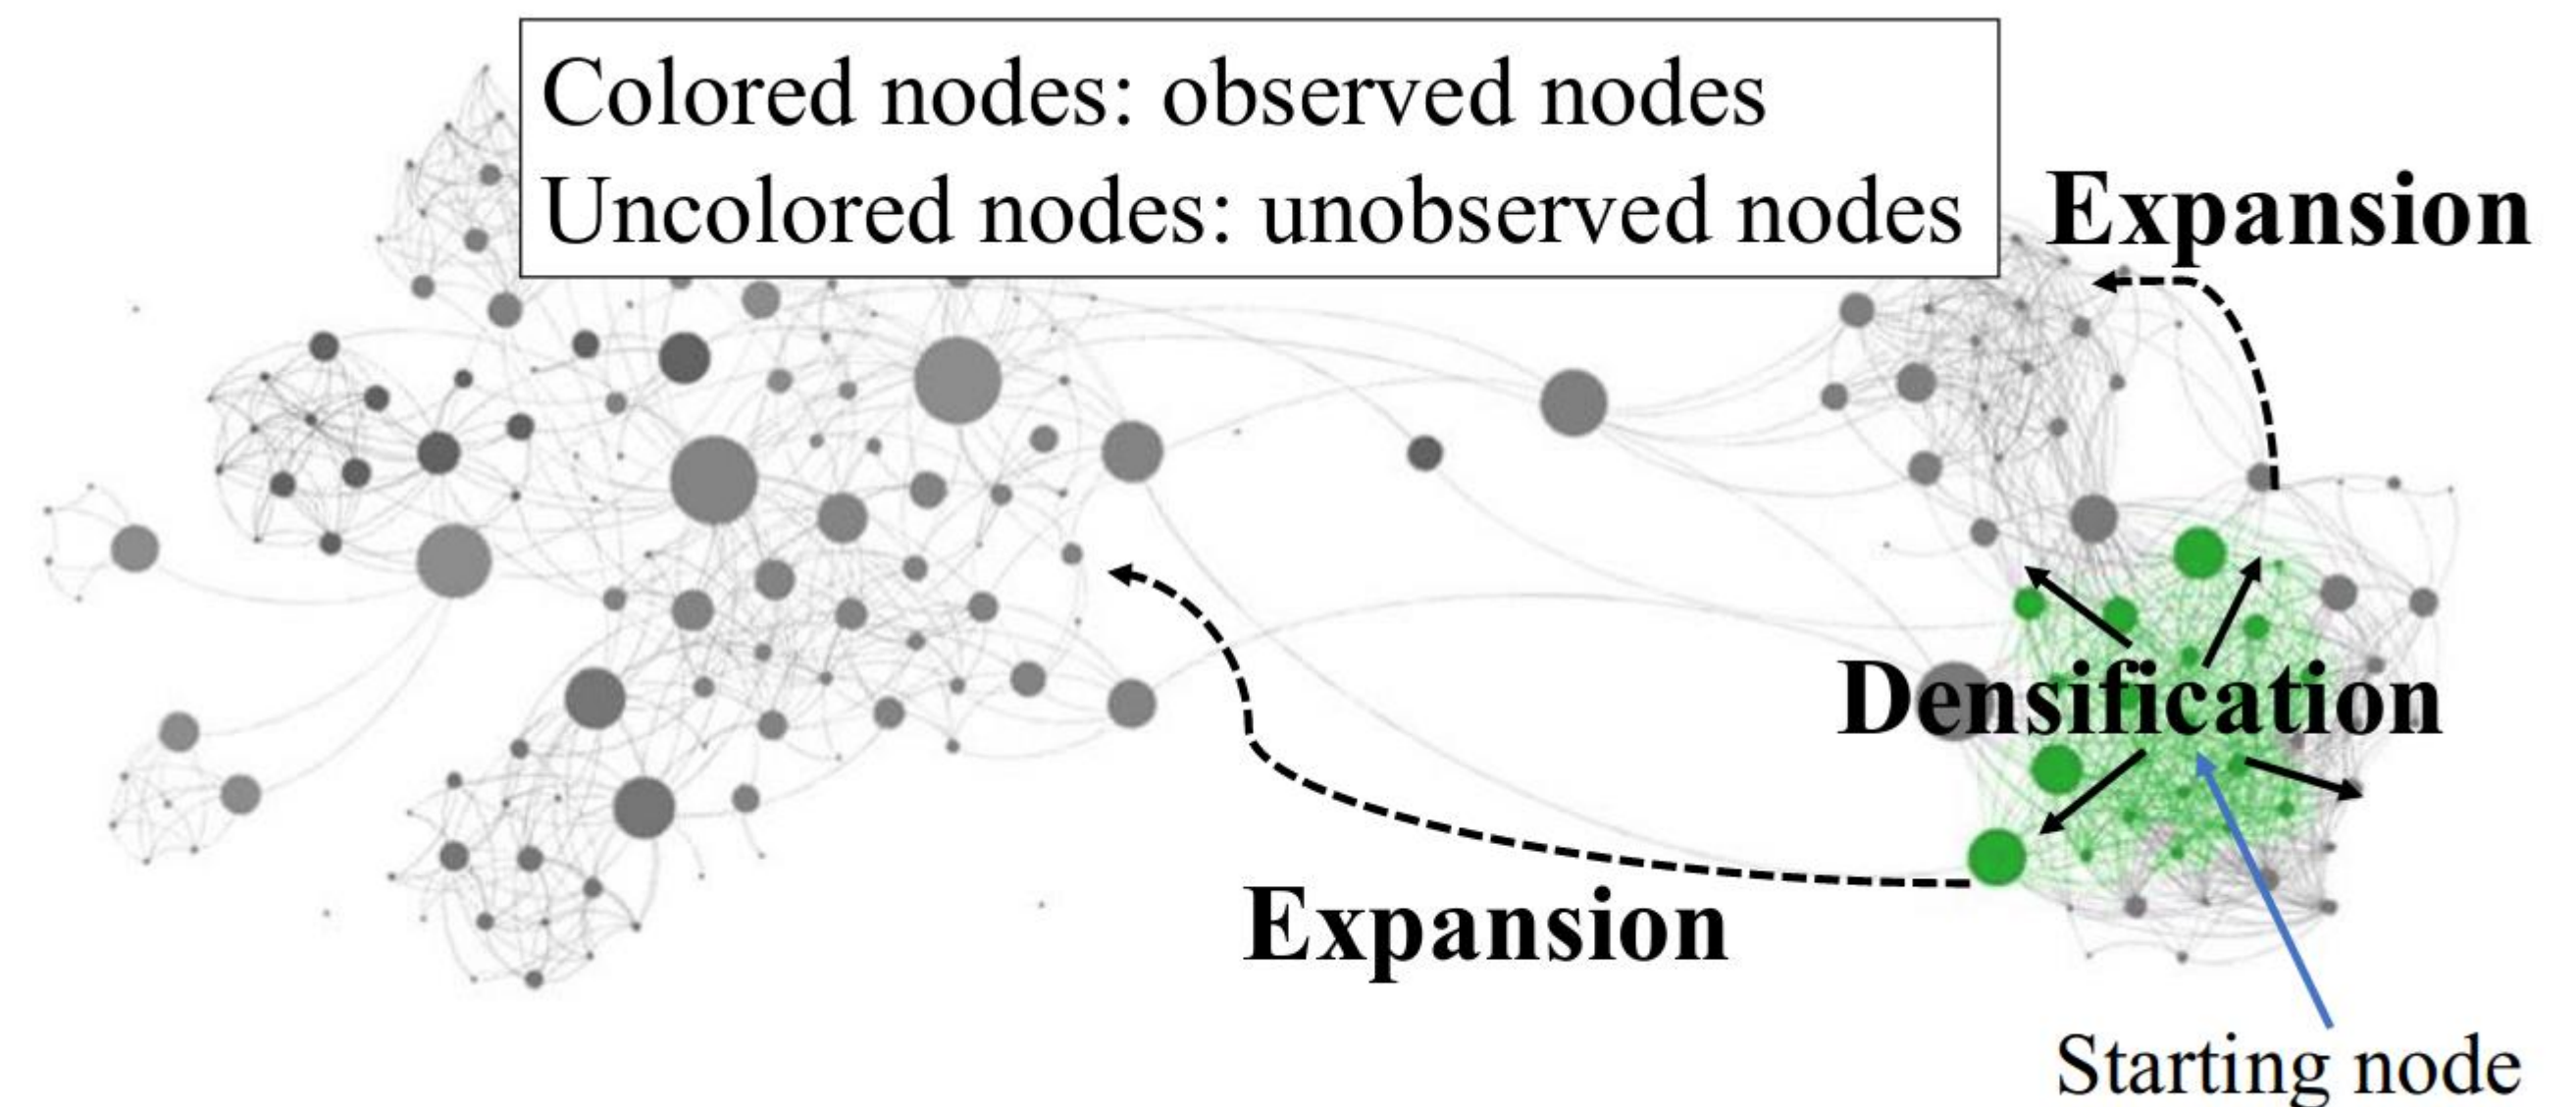 Colored nodes: observed nodes
Uncolored nodes: unobserved nodes
Expansion
Densification
Expansion
Starting node